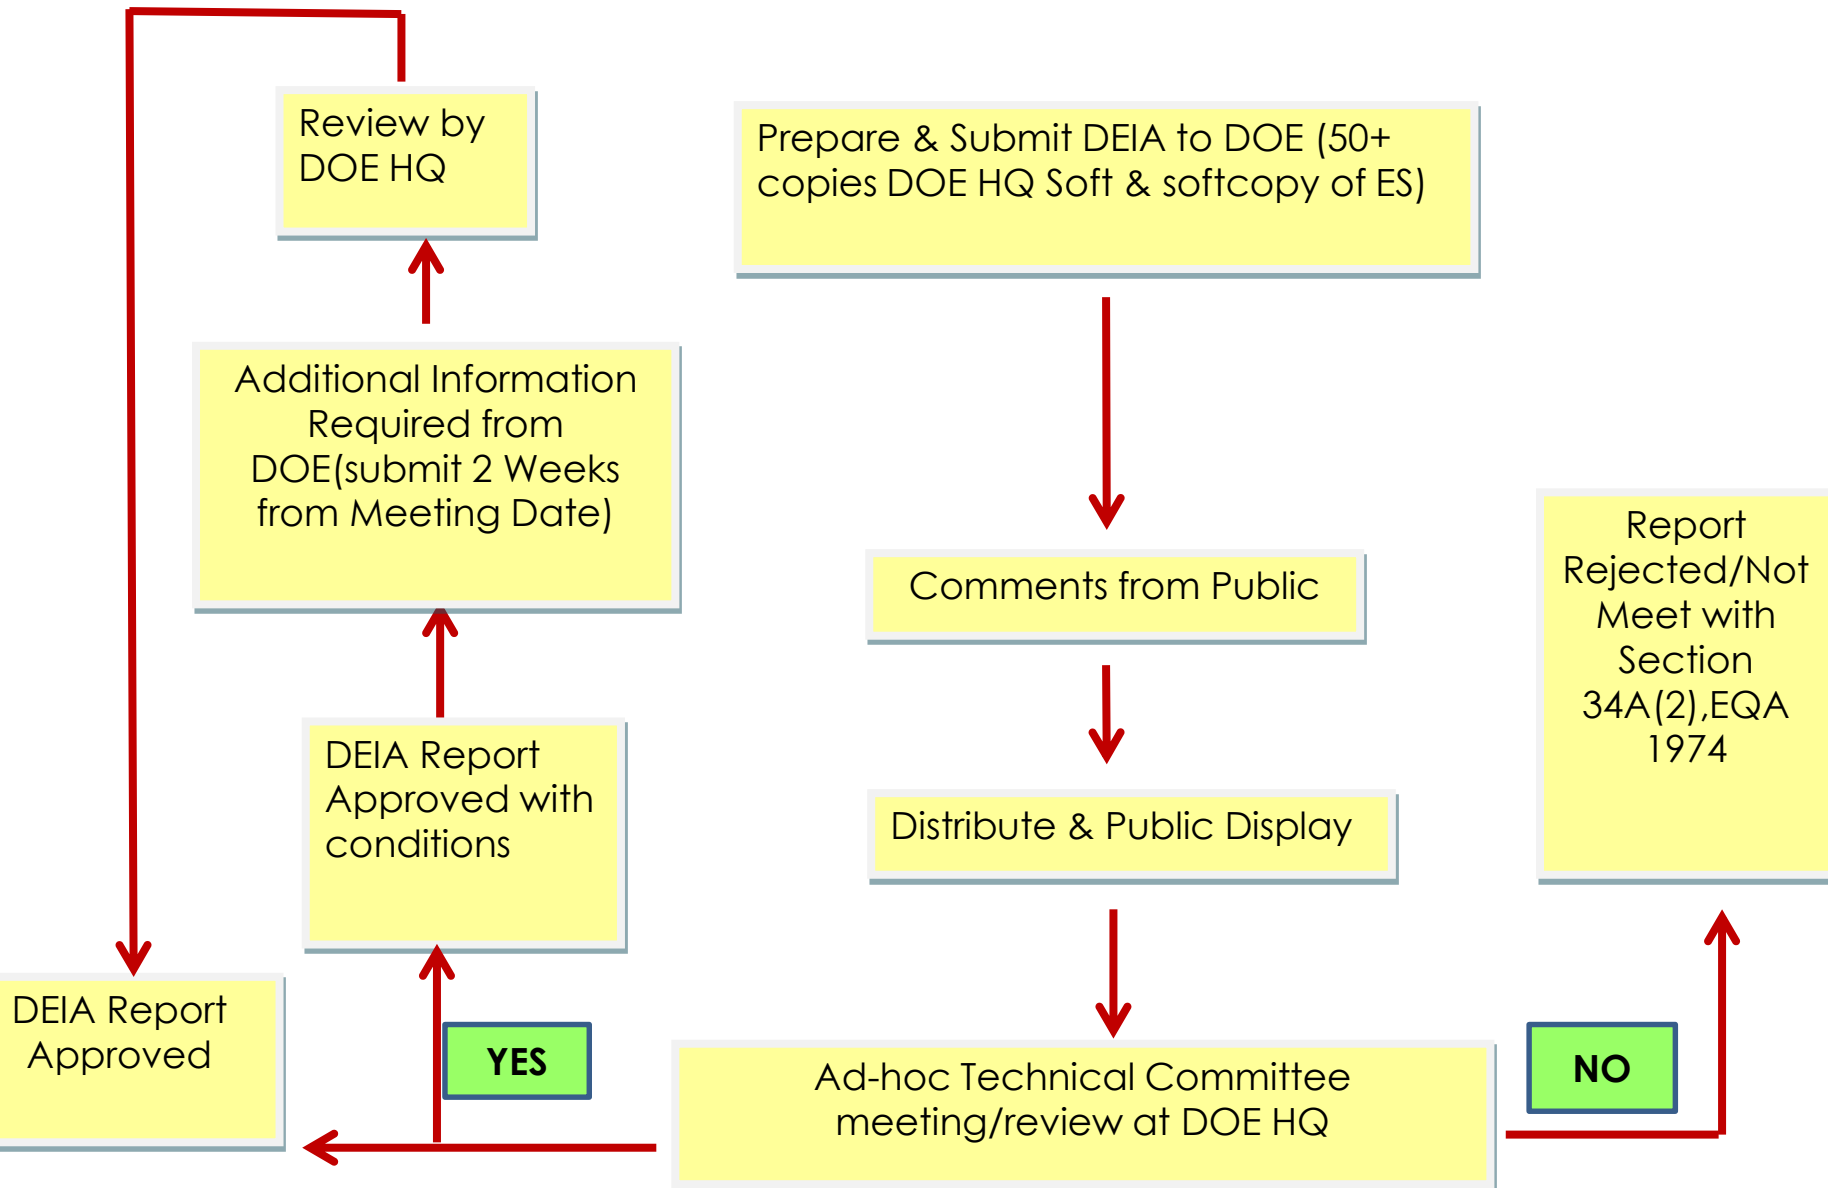 Review by
DOE HQ
Prepare & Submit DEIA to DOE (50+
copies DOE HQ Soft & softcopy of ES)
Additional Information
Required from
DOE(submit 2 Weeks
from Meeting Date)
Comments from Public
Report
Rejected/Not
Meet with
Section
34A(2),EQA
1974
DEIA Report
Approved with
conditions
Distribute & Public Display
DEIA Report
Approved
YES
Ad-hoc Technical Committee
meeting/review at DOE HQ
NO